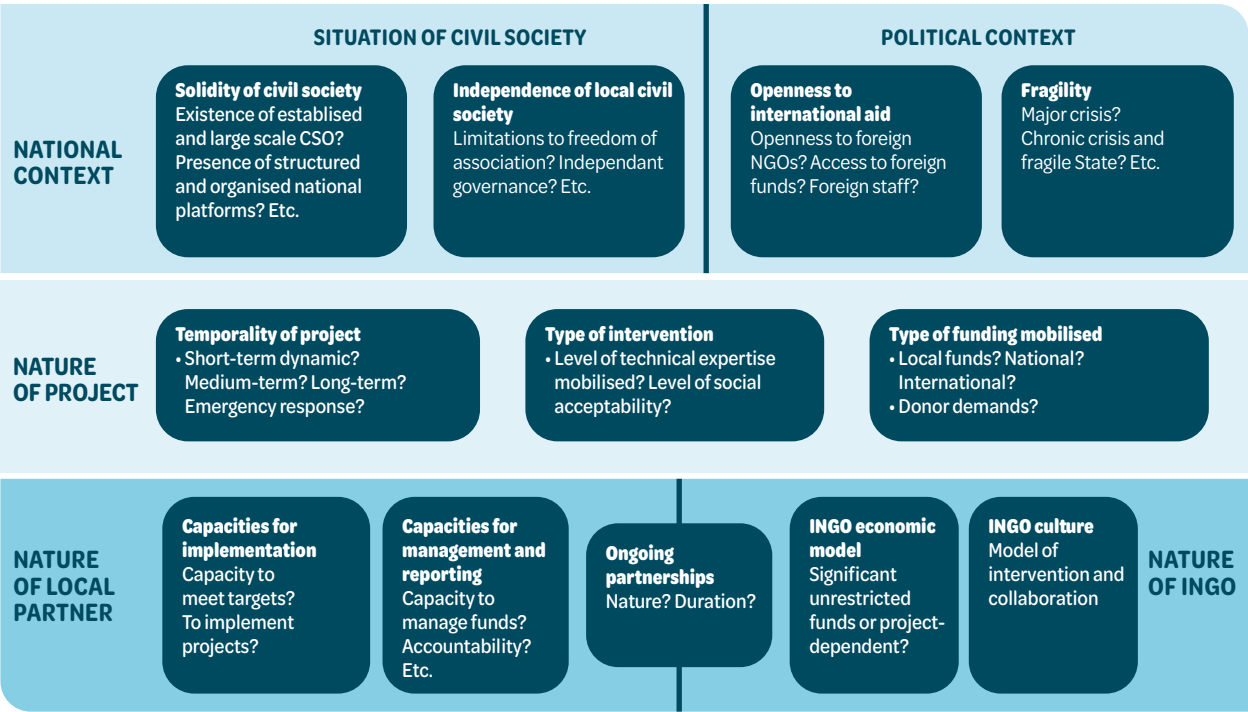 SITUATION OF CIVIL SOCIETY
POLITICAL CONTEXT
NATIONAL
CONTEXT
Solidity of civil society
Existence of establised
and large scale CSO?
Presence of structured
and organised national
platforms? Etc.
Independence of local civil
society
Limitations to freedom of
association? Independant
governance? Etc.
Openness to
international aid
Openness to foreign
NGOs? Access to foreign
funds? Foreign staff?
Fragility
Major crisis?
Chronic crisis and
fragile State? Etc.
NATURE
OF PROJECT
Temporality of project
• Short-term dynamic?
Medium-term? Long-term?
Emergency response?
Type of intervention
• Level of technical expertise
mobilised? Level of social
acceptability?
Type of funding mobilised
• Local funds? National?
International?
• Donor demands?
NATURE
OF LOCAL
PARTNER
Capacities for
implementation
Capacity to
meet targets?
To implement
projects?
Capacities for
management and
reporting
Capacity to
manage funds?
Accountability?
Etc.
Ongoing
partnerships
Nature? Duration?
INGO economic
model
Significant
unrestricted
funds or project-
dependent?
INGO culture
Model of
intervention and
collaboration
NATURE
OF INGO